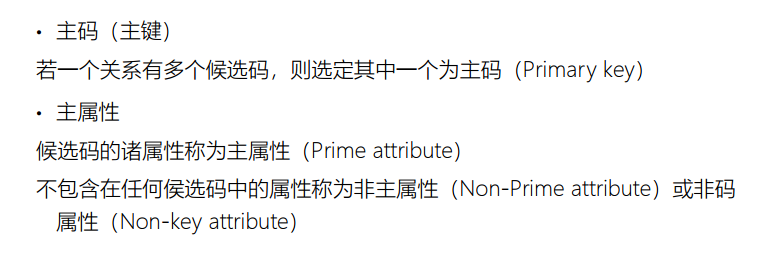 • 主码（主键）
若一个关系有多个候选码，则选定其中一个为主码（Primary key）
• 主属性
候选码的诸属性称为主属性（Prime attribute）
不包含在任何侯选码中的属性称为非主属性（Non-Prime attribute）或非码
属性（Non-key attribute）